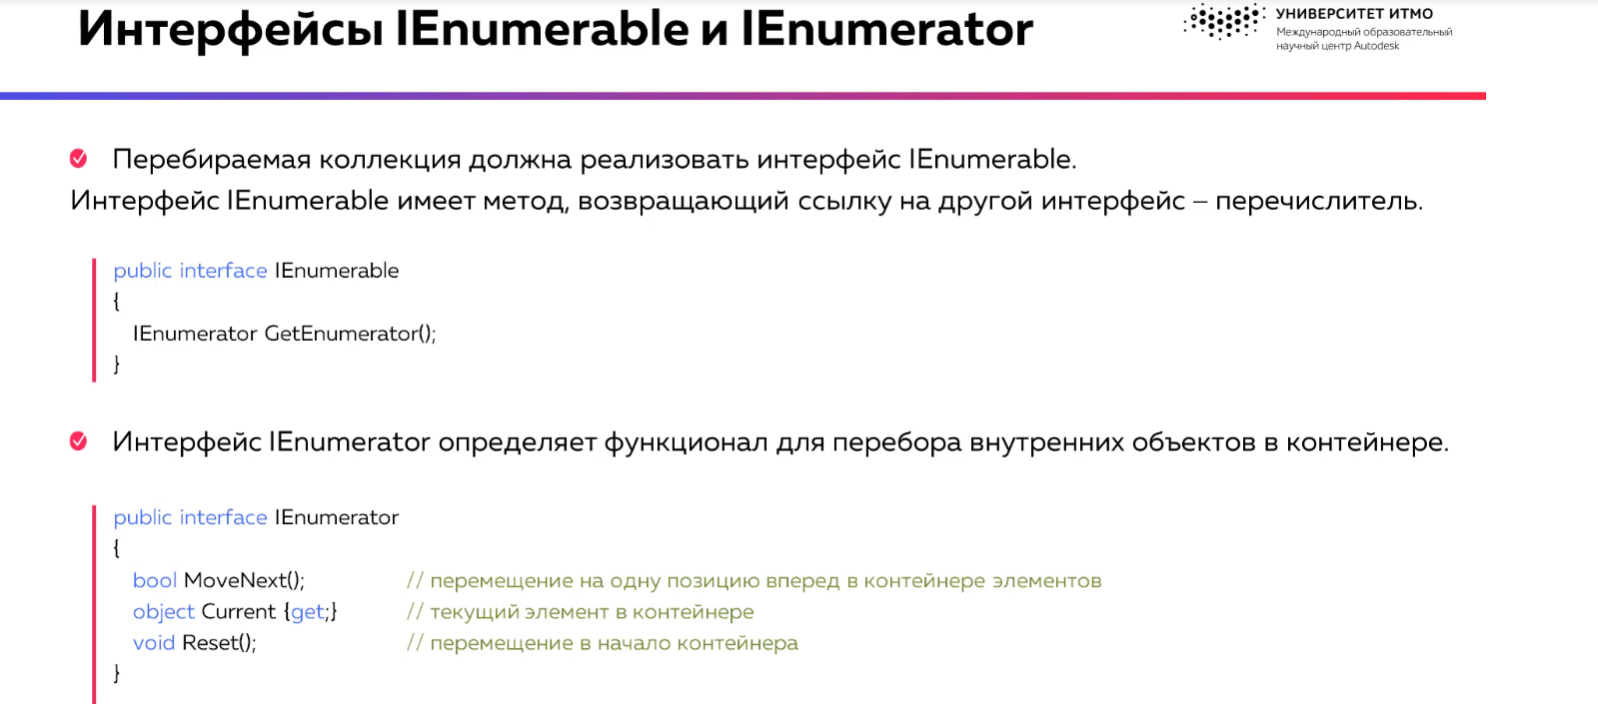 Интерфейсы IEnumerable и IEnumerator
УНИВЕРСИТЕТ ИТМО
Международный образовательный
научный центр Autodesk
Перебираемая коллекция должна реализовать интерфейс IEnumerable.
Интерфейс IEnumerable имеет метод, возвращающий ссылку на другой интерфейс – перечислитель.
public interface IEnumerable
{
IEnumerator GetEnumerator();
}
Интерфейс IEnumerator определяет функционал для перебора внутренних объектов в контейнере.
public interface IEnumerator
{
bool MoveNext(); // перемещение на одну позицию вперед в контейнере элементов
object Current {get;} // текущий элемент в контейнере
void Reset(); // перемещение в начало контейнера
}